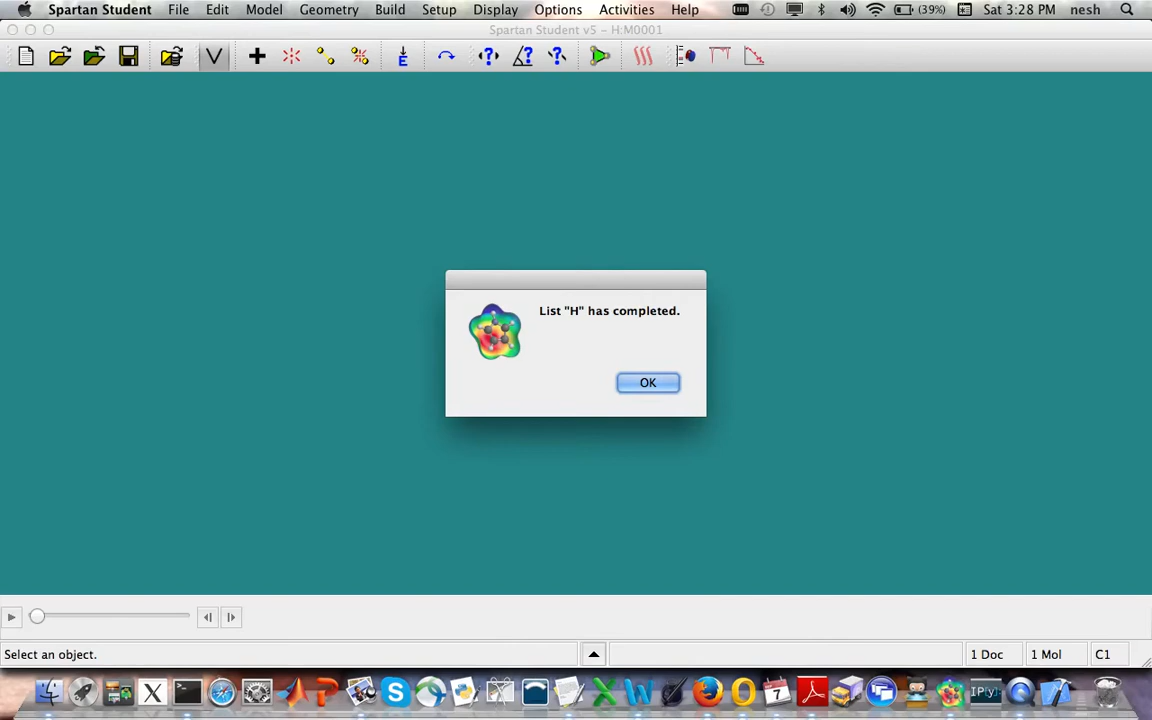 Spartan Student File Edit Model Geometry Build Setup Display Options Activities Help (39%) Sat 3:28 PM nesh
Spartan Student v5 - H:M0001
List "H" has completed.
OK
Select an object. 1 Doc 1 Mol C1